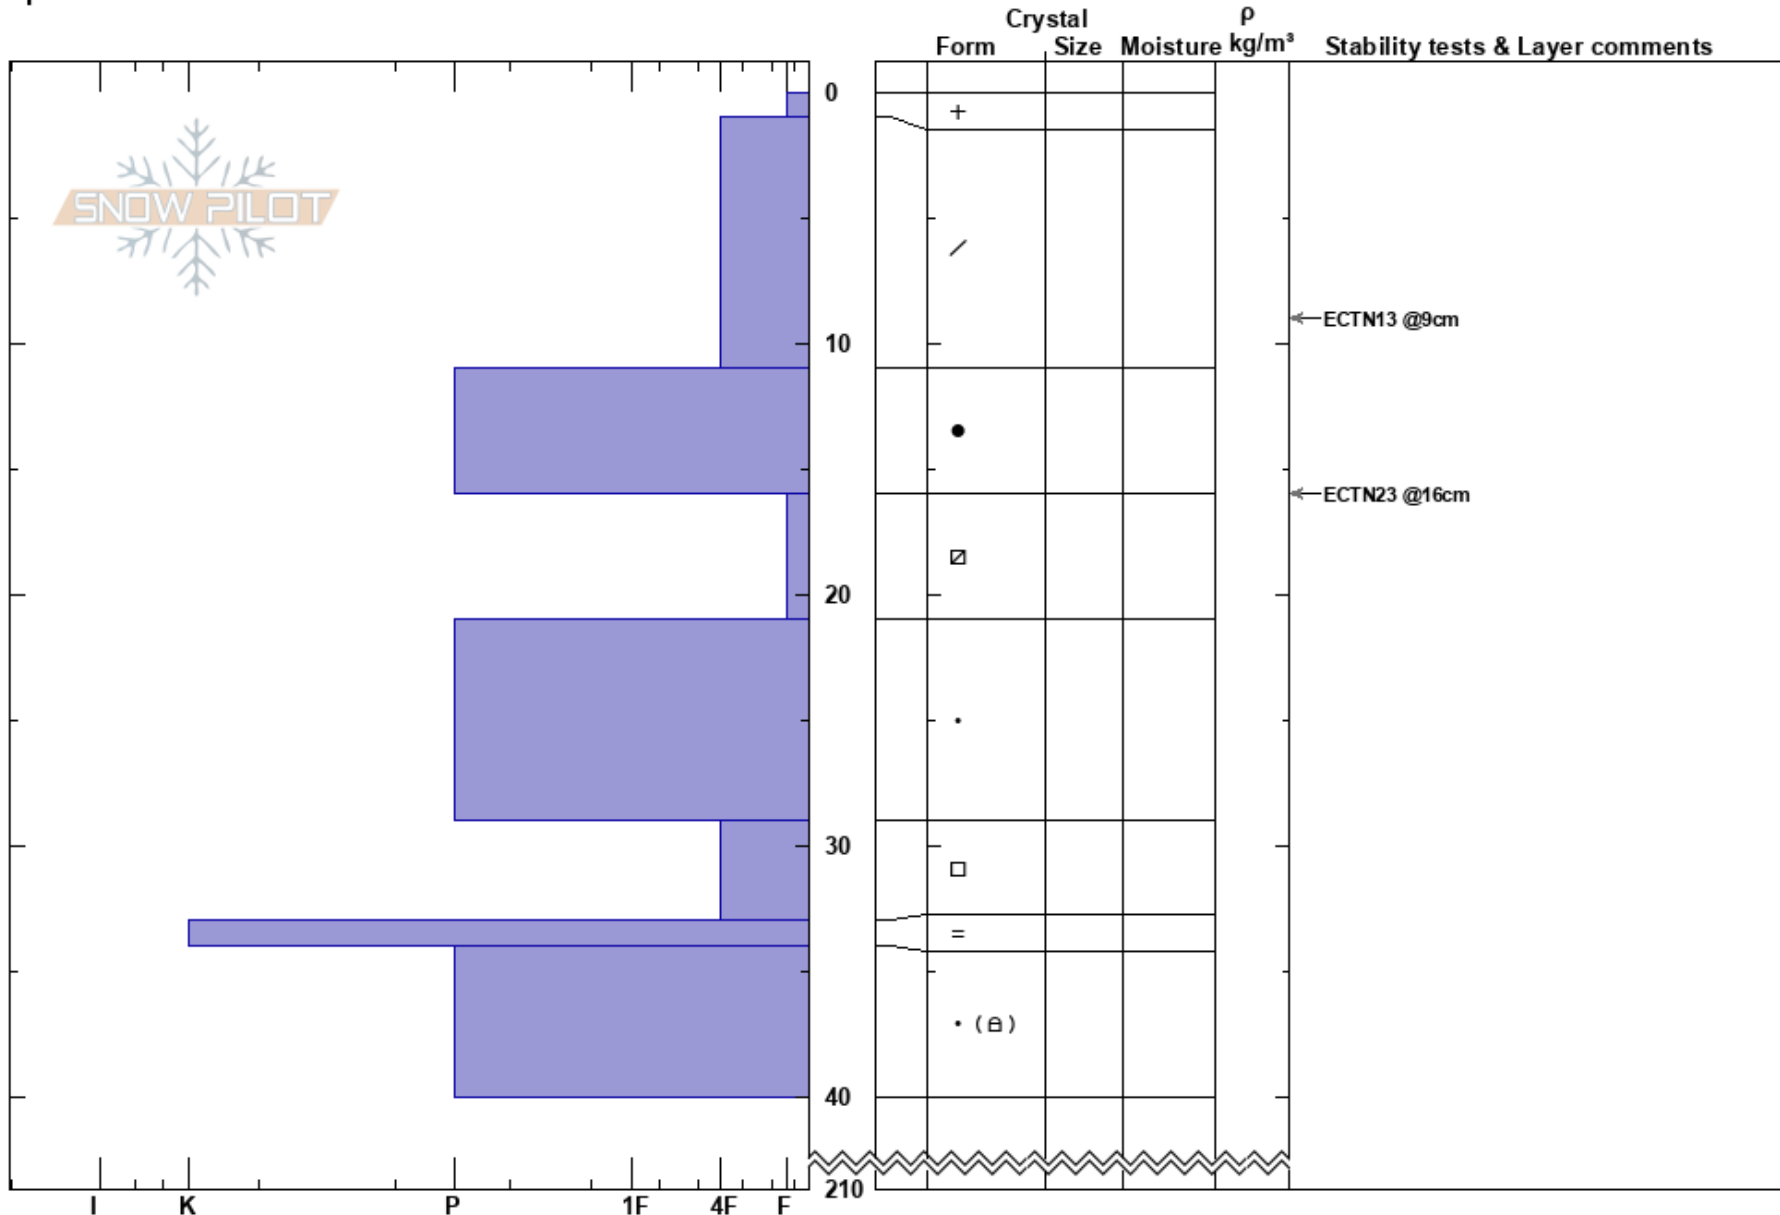 Crystal ρ
Form Size Moisture kg/m³ Stability tests & Layer comments
0
SNOW PILOT
+
/
ECTN13 @9cm
10
●
ECTN23 @16cm
20
•
30
=
• ( )
40
210
I K P 1F 4F F